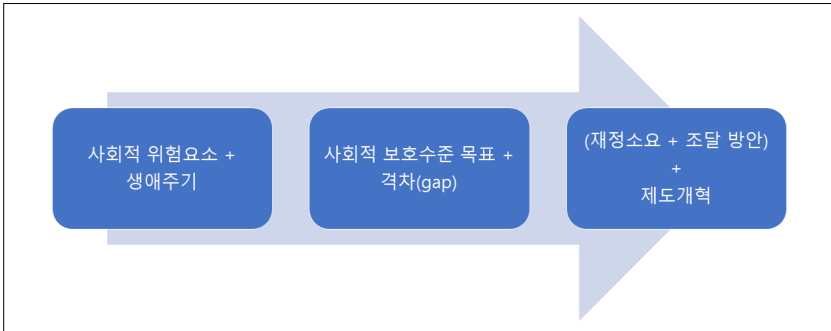 사회적 위험요소 +
생애주기
사회적 보호수준 목표 +
격차(gap)
(재정소요 + 조달 방안)
+
제도개혁